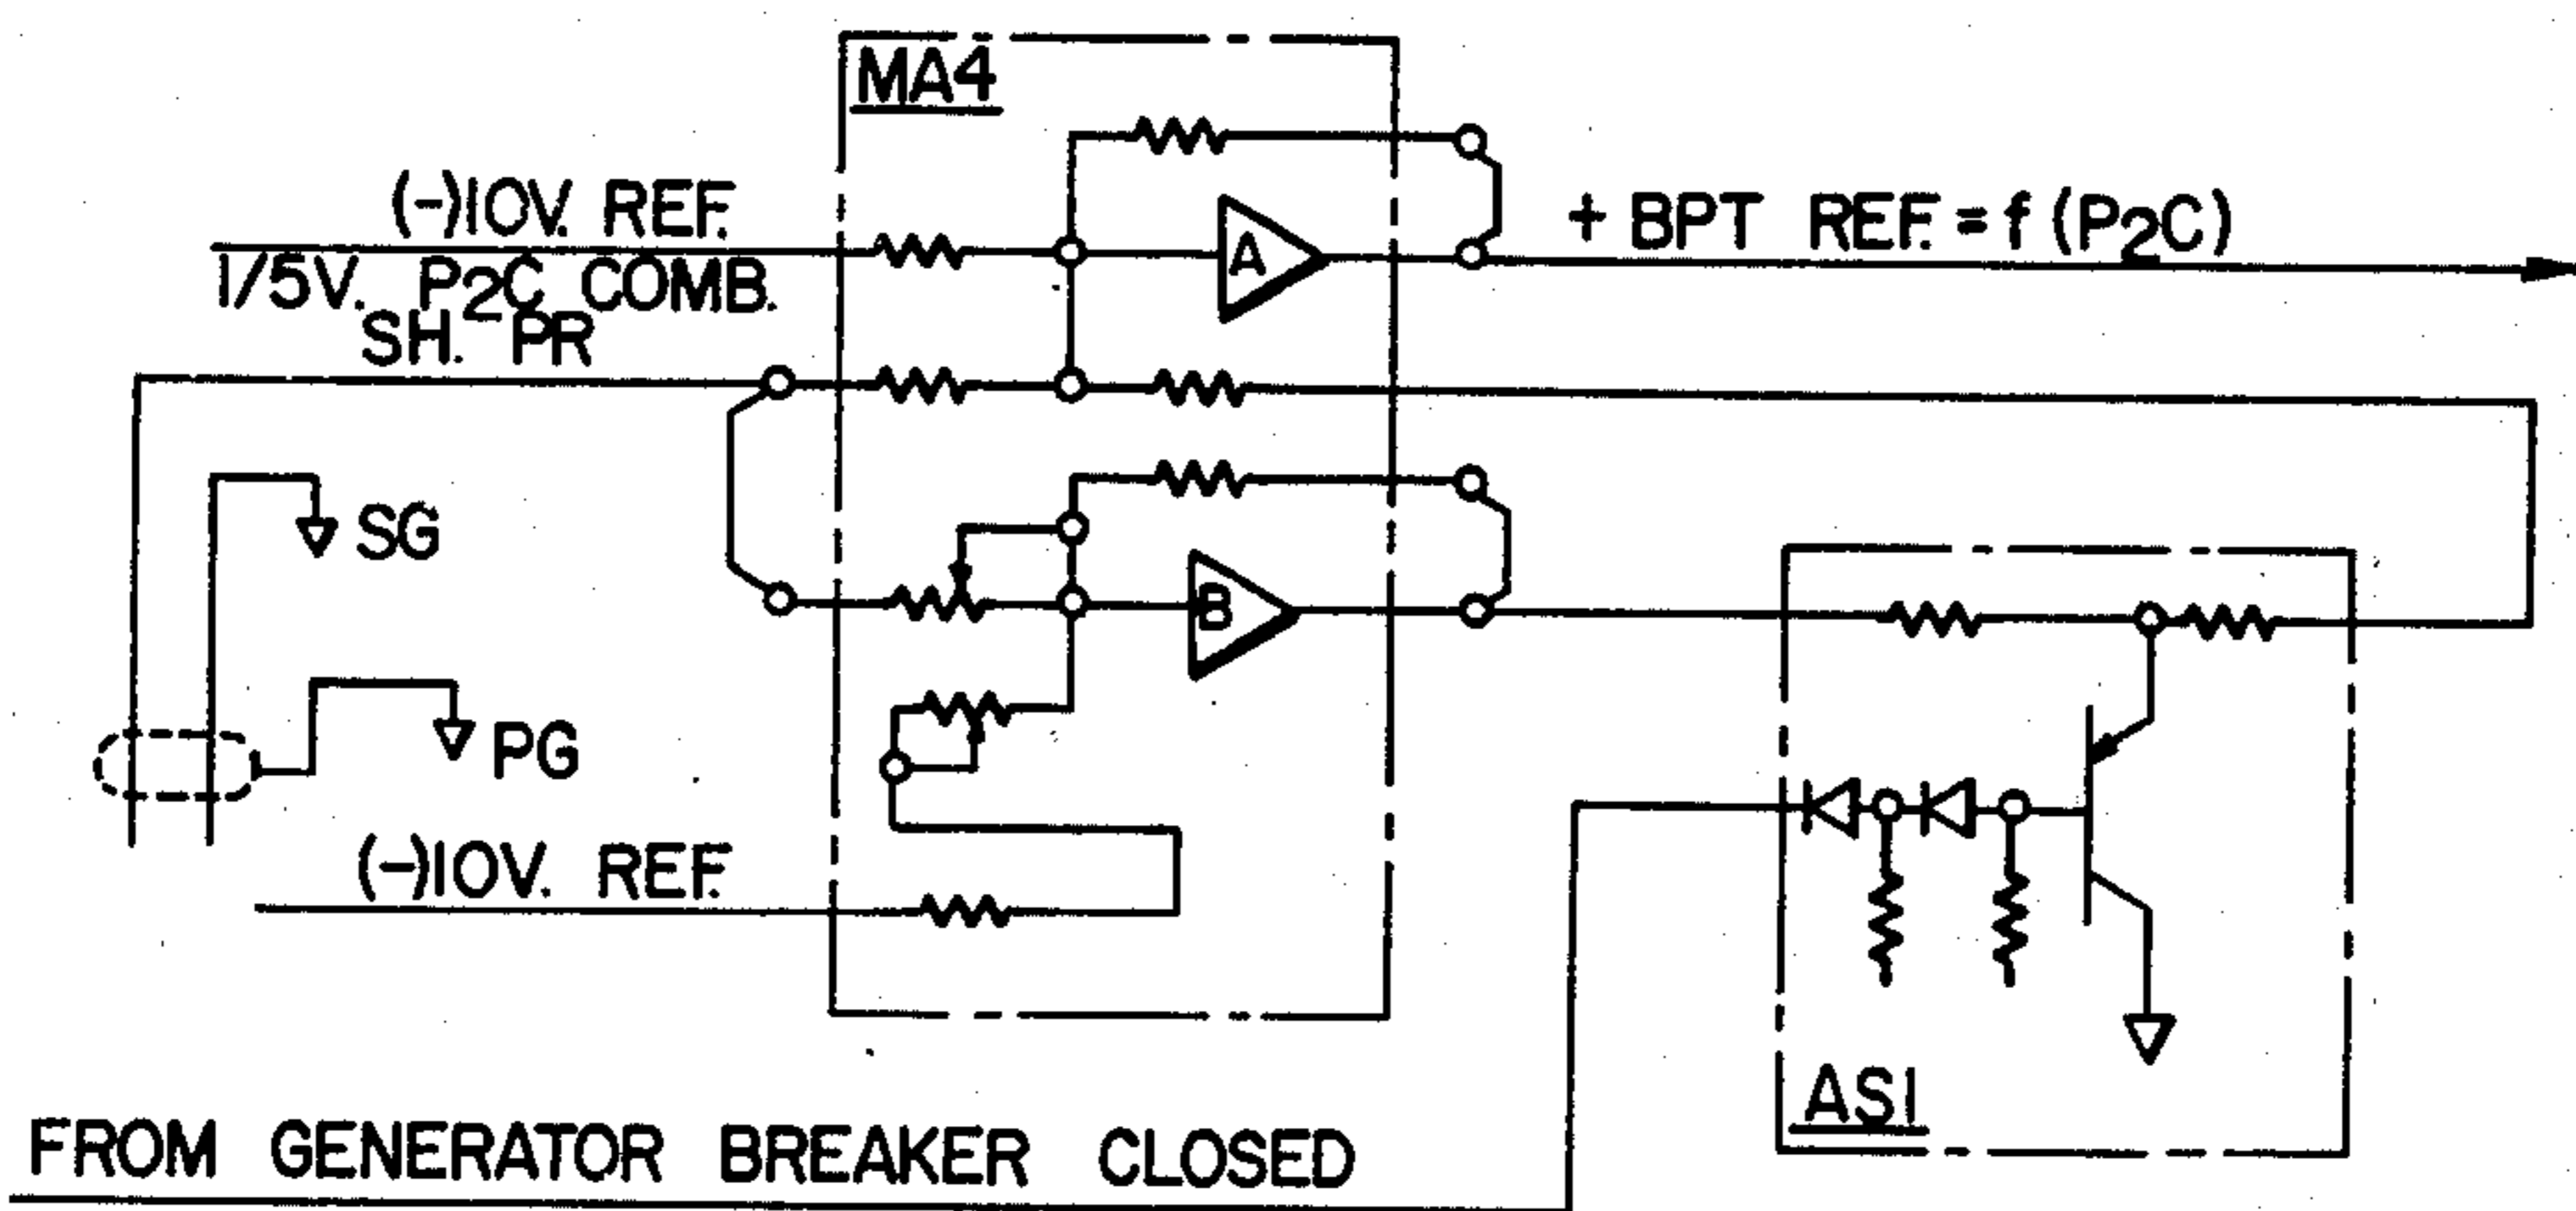 MA4
(-)10V. REF.
1/5V. P2C COMB.
SH. PR
A
+ BPT REF. = f (P2C)
SG
B
PG
(-)10V. REF.
AS1
FROM GENERATOR BREAKER CLOSED